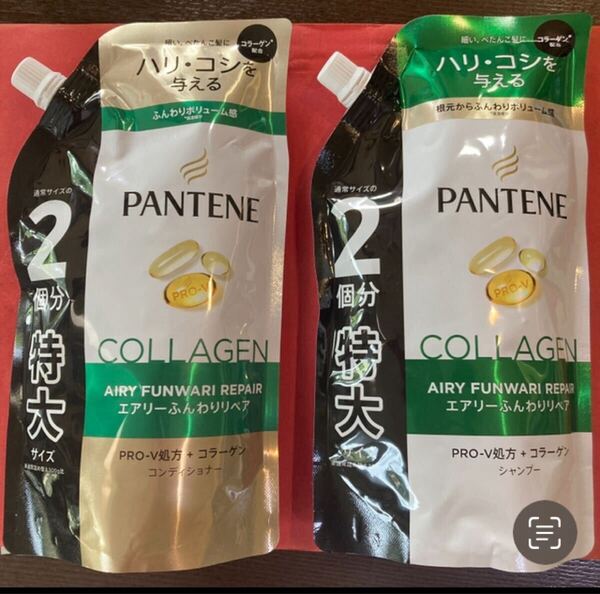 細い、ぺたんこ髪に
コラーゲン*
配合
ハリ・コシを
与える
ふんわりボリューム感
PANTENE
通常サイズの
2
個分
特大
サイズ
PRO-V
COLLAGEN
AIRY FUNWARI REPAIR
エアリーふんわりリペア
PRO-V処方 + コラーゲン
コンディショナー
細い、ぺたんこ髪に
コラーゲン*
配合
ハリ・コシを
与える
根元からふんわりボリューム感
PANTENE
通常サイズの
2
個分
特大
サイズ
PRO-V
COLLAGEN
AIRY FUNWARI REPAIR
エアリーふんわりリペア
PRO-V処方 + コラーゲン
シャンプー